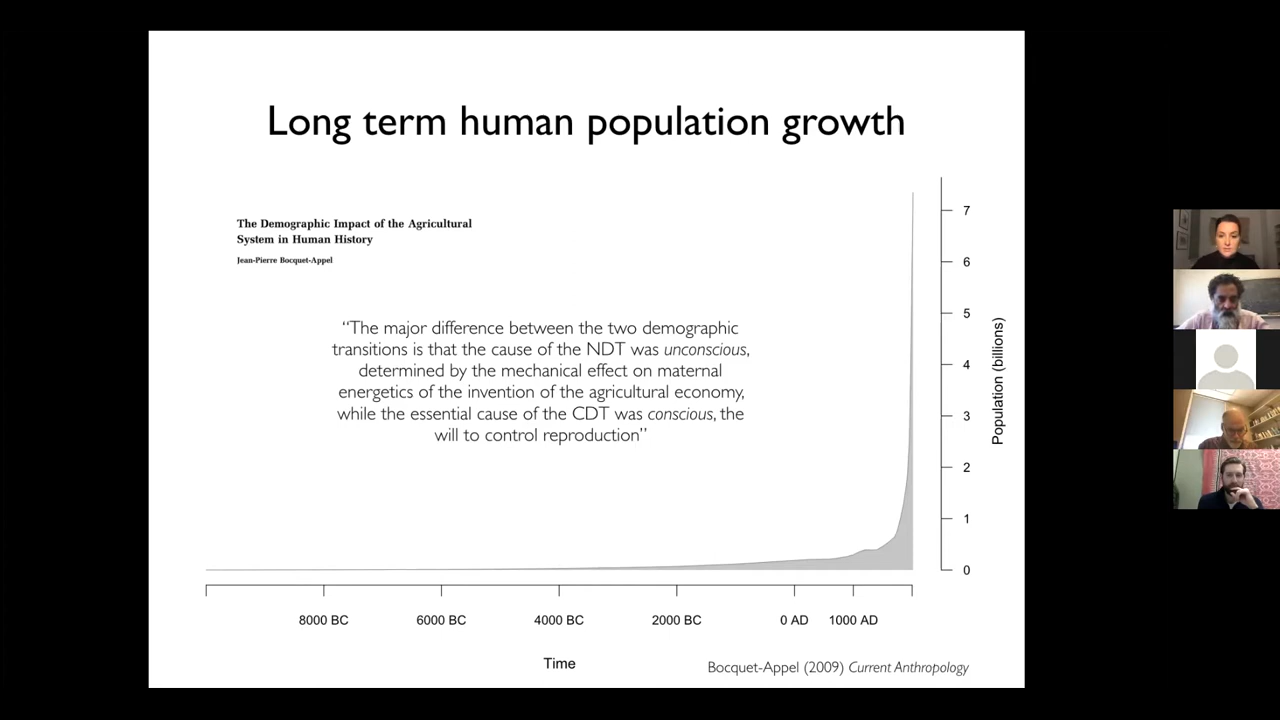 Long term human population growth
The Demographic Impact of the Agricultural
System in Human History
Jean-Pierre Bocquet-Appel
“The major difference between the two demographic
transitions is that the cause of the NDT was unconscious,
determined by the mechanical effect on maternal
energetics of the invention of the agricultural economy,
while the essential cause of the CDT was conscious, the
will to control reproduction”
7
6
5
4
3
2
1
0
Population (billions)
8000 BC
6000 BC
4000 BC
2000 BC
0 AD
1000 AD
Time
Bocquet-Appel (2009) Current Anthropology